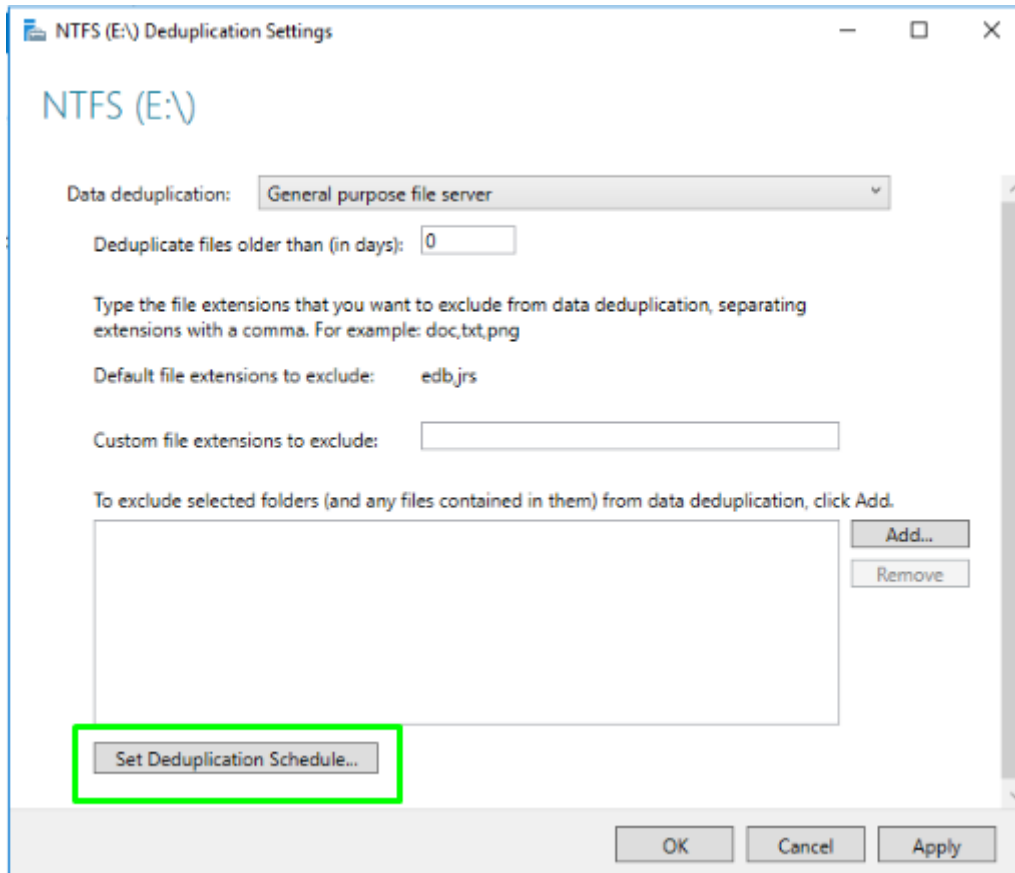 NTFS (E:\) Deduplication Settings
NTFS (E:\)
Data deduplication: General purpose file server
Deduplicate files older than (in days): 0
Type the file extensions that you want to exclude from data deduplication, separating
extensions with a comma. For example: doc,txt,png
Default file extensions to exclude: edb,jrs
Custom file extensions to exclude:
To exclude selected folders (and any files contained in them) from data deduplication, click Add.
Add...
Remove
Set Deduplication Schedule...
OK Cancel Apply